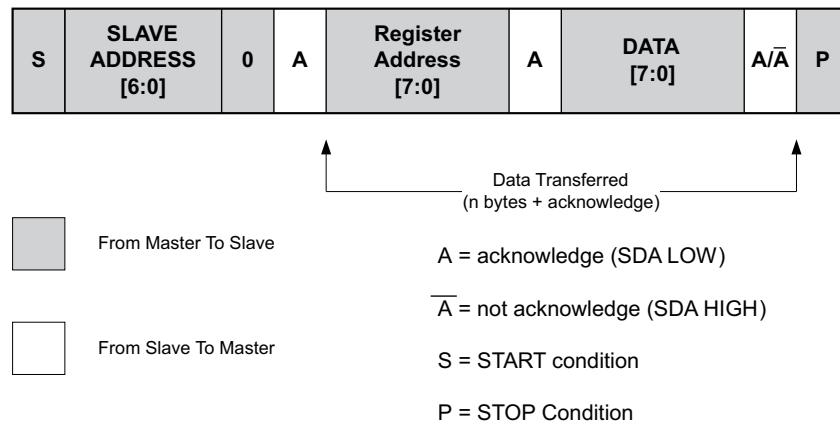 S
SLAVE
ADDRESS
[6:0]
0
A
Register
Address
[7:0]
A
DATA
[7:0]
A/A̅
P
Data Transferred
(n bytes + acknowledge)
From Master To Slave
A = acknowledge (SDA LOW)
A̅ = not acknowledge (SDA HIGH)
From Slave To Master
S = START condition
P = STOP Condition